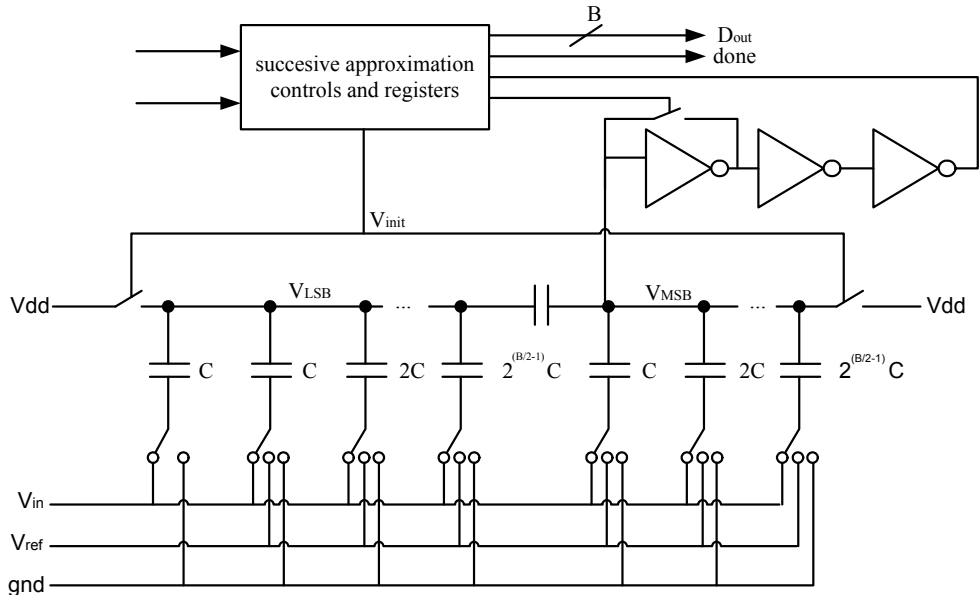 B
Dout
done
succesive approximation
controls and registers
Vinit
Vdd
VLSB
...
VMSB
...
Vdd
C
C
2C
2^(B/2-1) C
C
2C
2^(B/2-1) C
Vin
Vref
gnd